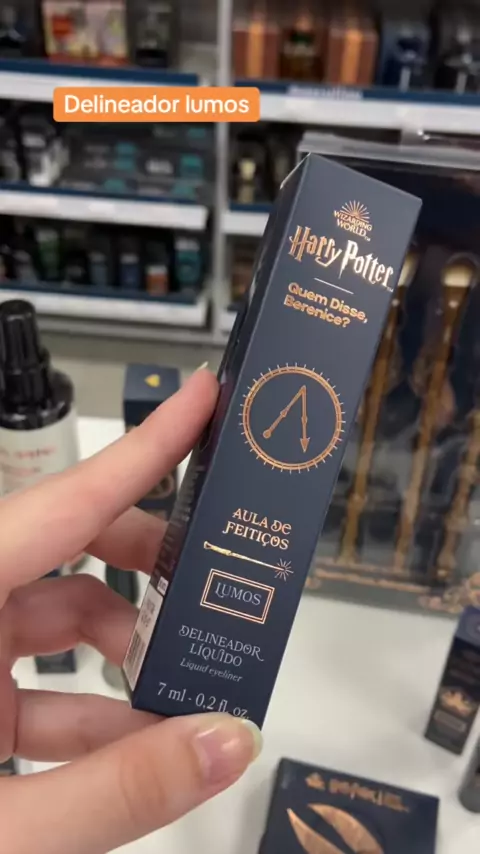 Delineador lumos
WIZARDING
WORLD
Harry Potter
Quem Disse,
Berenice?
AULA DE
FEITIÇOS
LUMOS
DELINEADOR
LÍQUIDO
Liquid eyeliner
7 ml - 0.2 fl. oz.